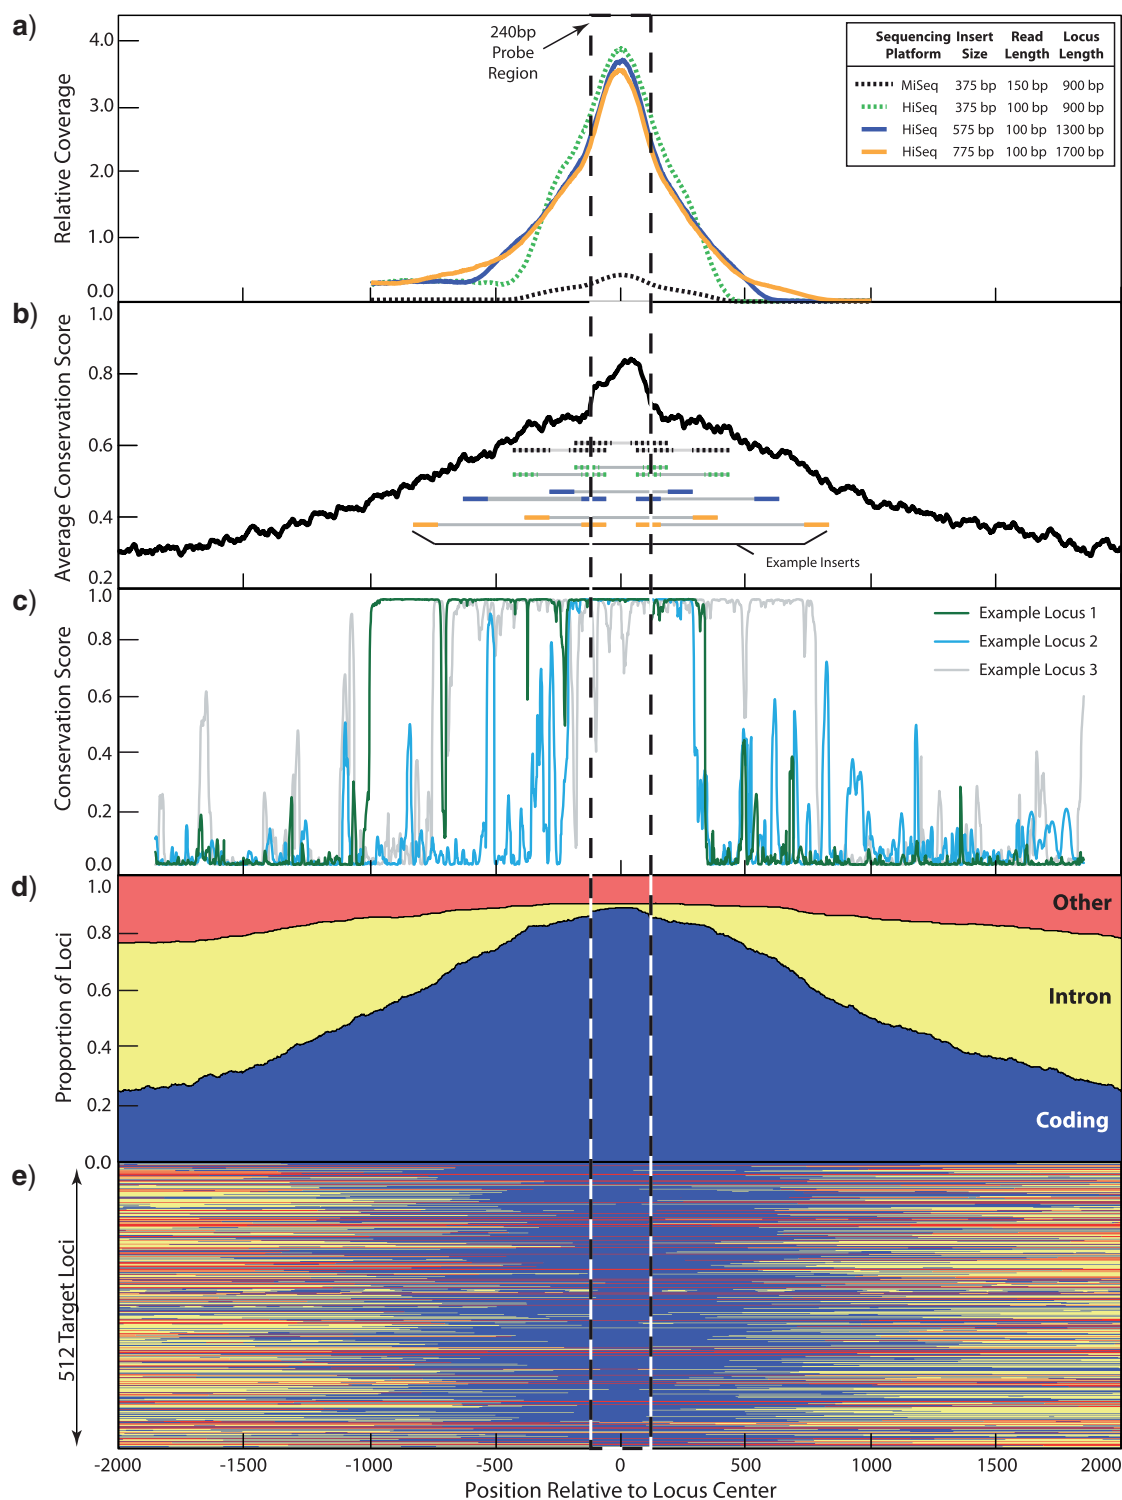 a)
240bp
Probe
Region
Relative Coverage
4.0
3.0
2.0
1.0
0.0
Sequencing Insert Read Locus
Platform Size Length Length
MiSeq 375 bp 150 bp 900 bp
HiSeq 375 bp 100 bp 900 bp
HiSeq 575 bp 100 bp 1300 bp
HiSeq 775 bp 100 bp 1700 bp
b)
Average Conservation Score
1.0
0.8
0.6
0.4
0.2
Example Inserts
c)
Conservation Score
1.0
0.8
0.6
0.4
0.2
0.0
Example Locus 1
Example Locus 2
Example Locus 3
d)
Proportion of Loci
1.0
0.8
0.6
0.4
0.2
0.0
Other
Intron
Coding
e)
512 Target Loci
-2000 -1500 -1000 -500 0 500 1000 1500 2000
Position Relative to Locus Center